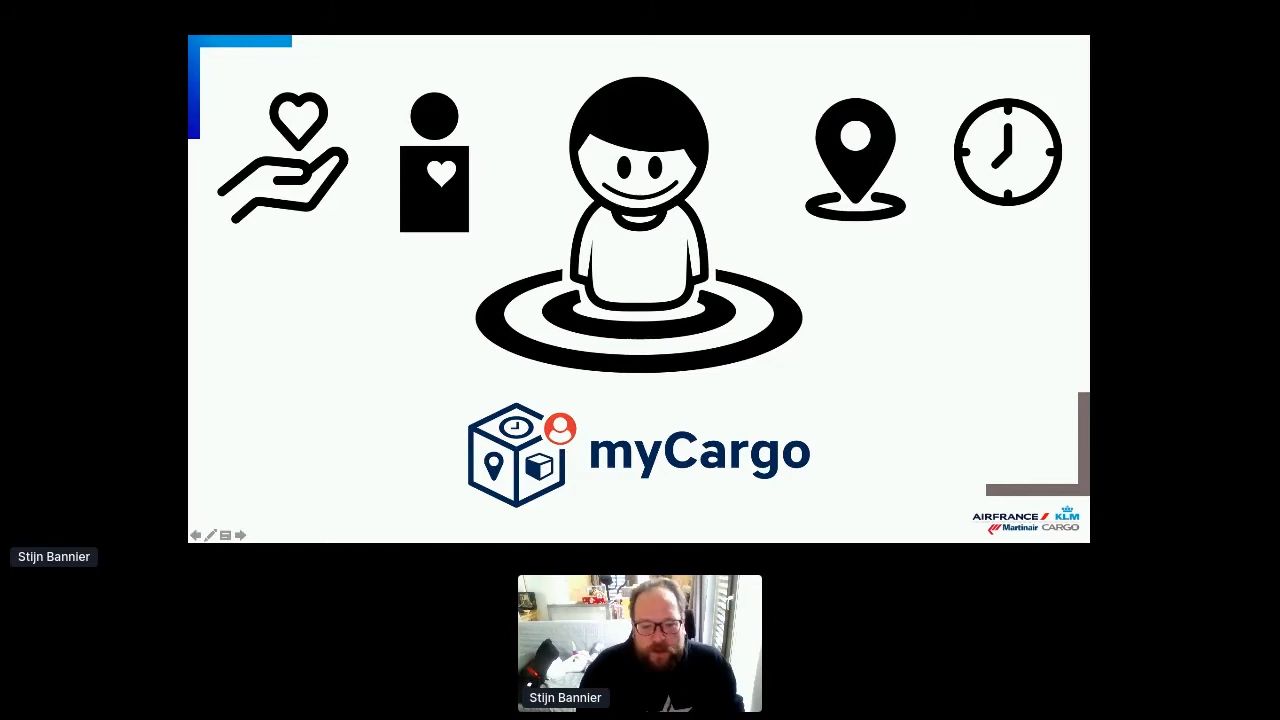 myCargo
AIRFRANCE KLM
Martinair CARGO
Stijn Bannier
Stijn Bannier